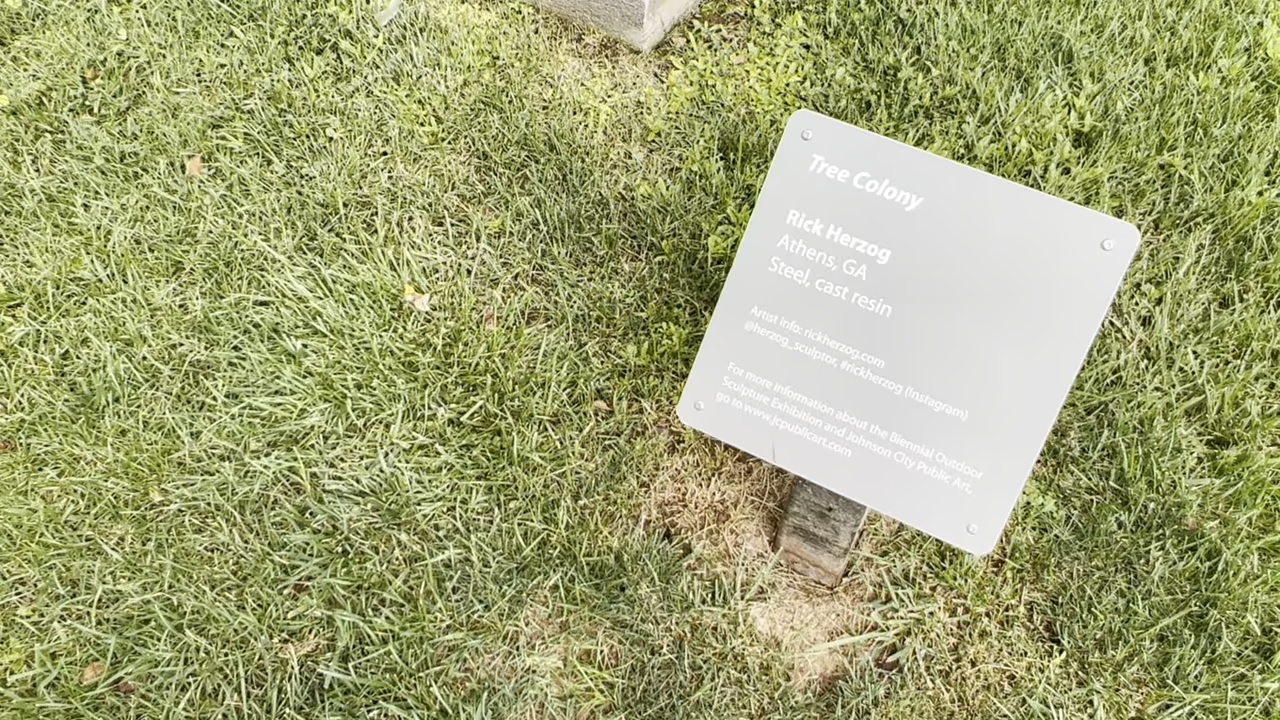 Tree Colony
Rick Herzog
Athens, GA
Steel, cast resin
Artist info: rickherzog.com
@herzog_sculptor, #rickherzog (Instagram)
For more information about the Biennial Outdoor
Sculpture Exhibition and Johnson City Public Art,
go to www.jcpublicart.com